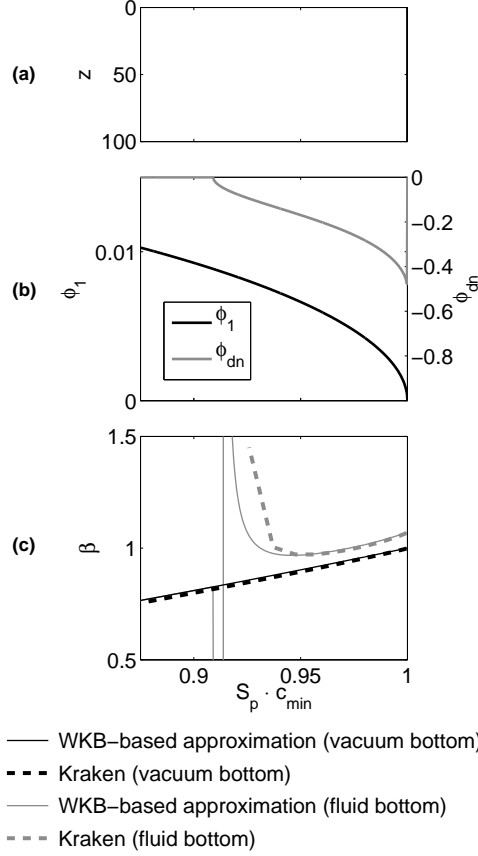 0
(a)
z
50
100
0
0.01
−0.2
−0.4
(b)
ϕ1
ϕdn
−0.6
ϕ1
ϕdn
−0.8
0
1.5
(c)
β
1
0.5
0.9
0.95
1
Sp · cmin
WKB−based approximation (vacuum bottom)
Kraken (vacuum bottom)
WKB−based approximation (fluid bottom)
Kraken (fluid bottom)